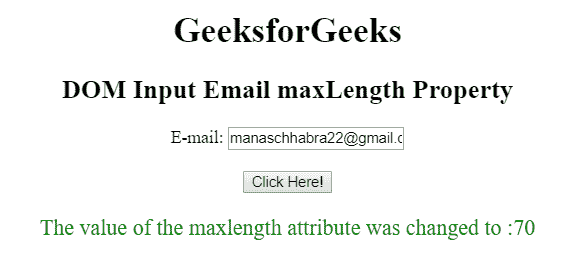 GeeksforGeeks
DOM Input Email maxLength Property
E-mail: manaschhabra22@gmail.c
Click Here!
The value of the maxlength attribute was changed to :70